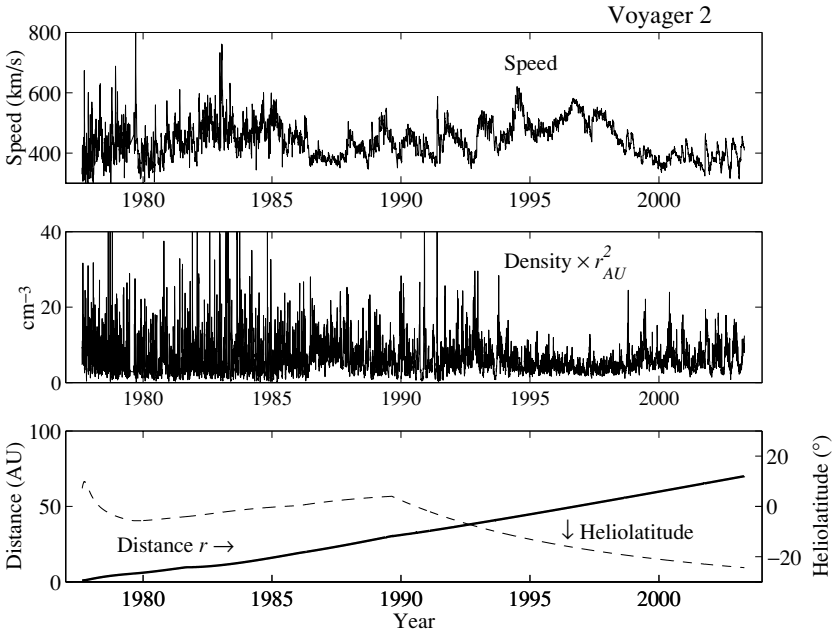 Voyager 2
800
600
400
Speed (km/s)
Speed
1980 1985 1990 1995 2000
40
20
0
cm−3
Density × r²AU
1980 1985 1990 1995 2000
100
50
0
Distance (AU)
20
0
−20
Heliolatitude (°)
Distance r →
↓ Heliolatitude
1980 1985 1990 1995 2000
Year